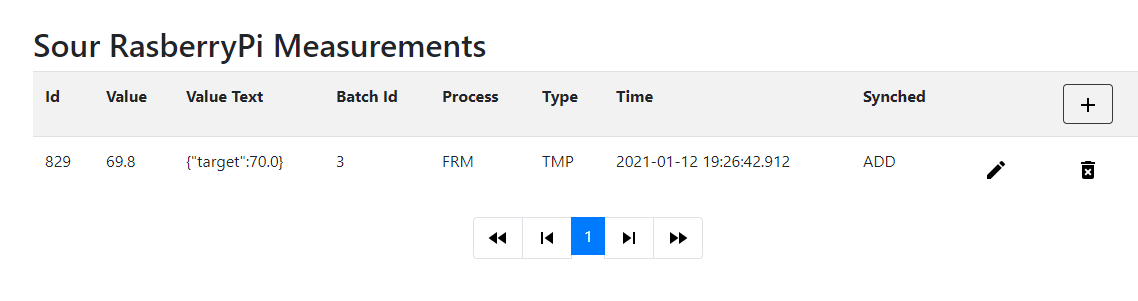 Sour RasberryPi Measurements
Id Value Value Text Batch Id Process Type Time Synched
829 69.8 {"target":70.0} 3 FRM TMP 2021-01-12 19:26:42.912 ADD
1